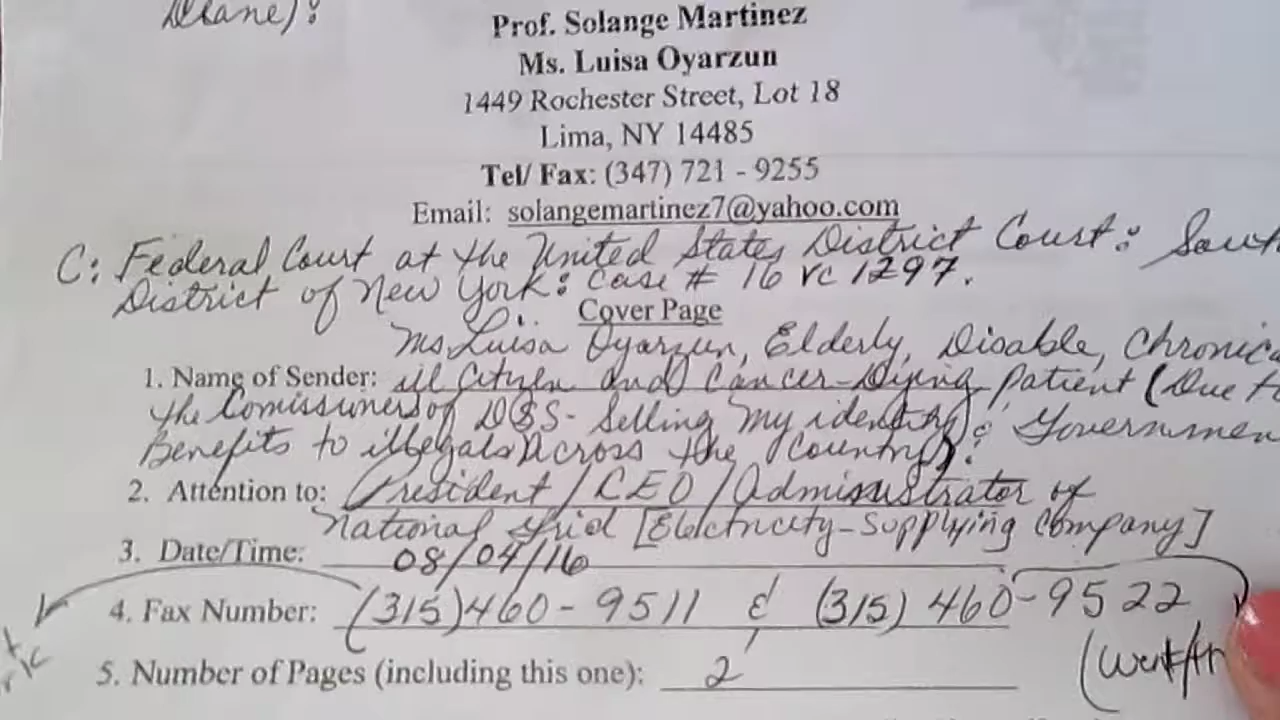 Diane):
Prof. Solange Martinez
Ms. Luisa Oyarzun
1449 Rochester Street, Lot 18
Lima, NY 14485
Tel/ Fax: (347) 721 - 9255
Email: solangemartinez7@yahoo.com
C: Federal Court at the United States District Court: Sout
District of New York: Case # 16 vc 1297.
Cover Page
Ms. Luisa Oyarzun, Elderly, Disable, Chronica
1. Name of Sender: ill Citizen and Cancer-Dying Patient (Due to
the Comissioners of DSS- Selling my identity &
Governmen
Benefits to illegals Across the Country).
2. Attention to: President / CEO / Administrator of
National Grid [Electricity-Supplying Company]
3. Date/Time: 08/04/16
4. Fax Number: (315) 460-9511 & (315) 460-9522
5. Number of Pages (including this one): 2